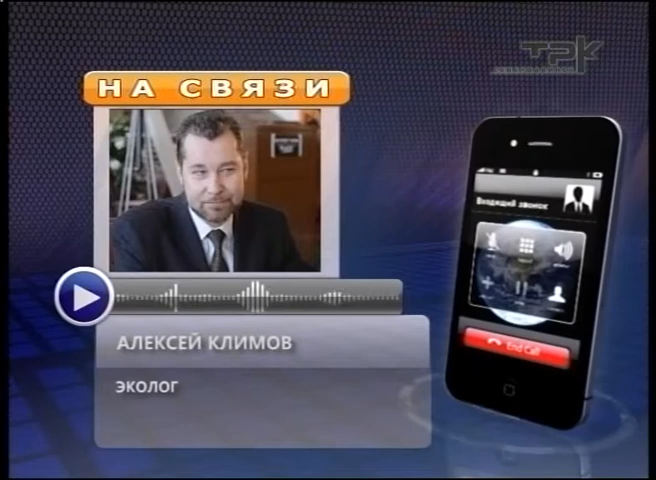 ТРК
НА СВЯЗИ
Входящий звонок
АЛЕКСЕЙ КЛИМОВ
ЭКОЛОГ
End Call